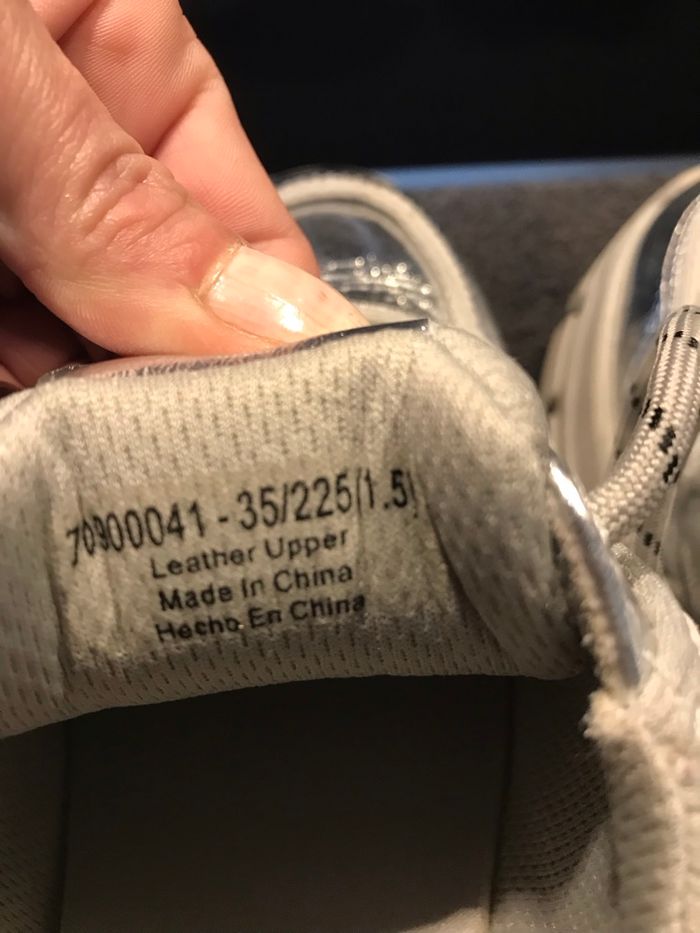 70900041 - 35/225(1.5)
Leather Upper
Made In China
Hecho En China